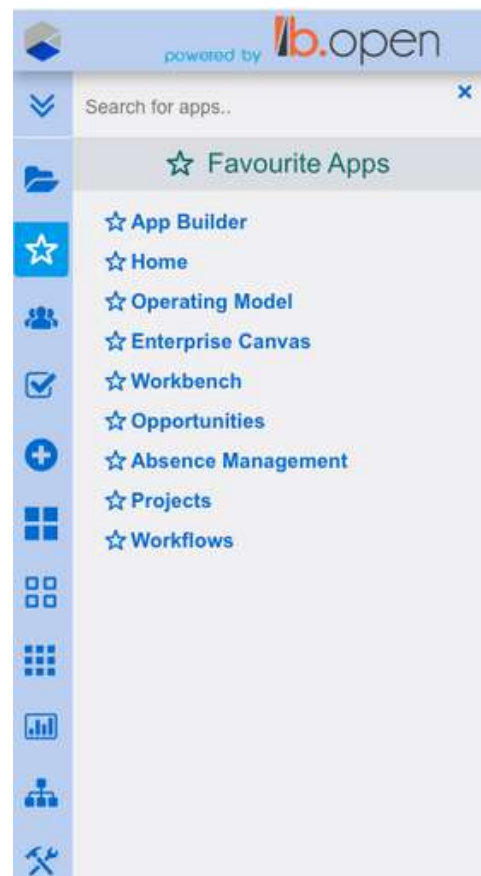 powered by lb.open
Search for apps..
Favourite Apps
App Builder
Home
Operating Model
Enterprise Canvas
Workbench
Opportunities
Absence Management
Projects
Workflows